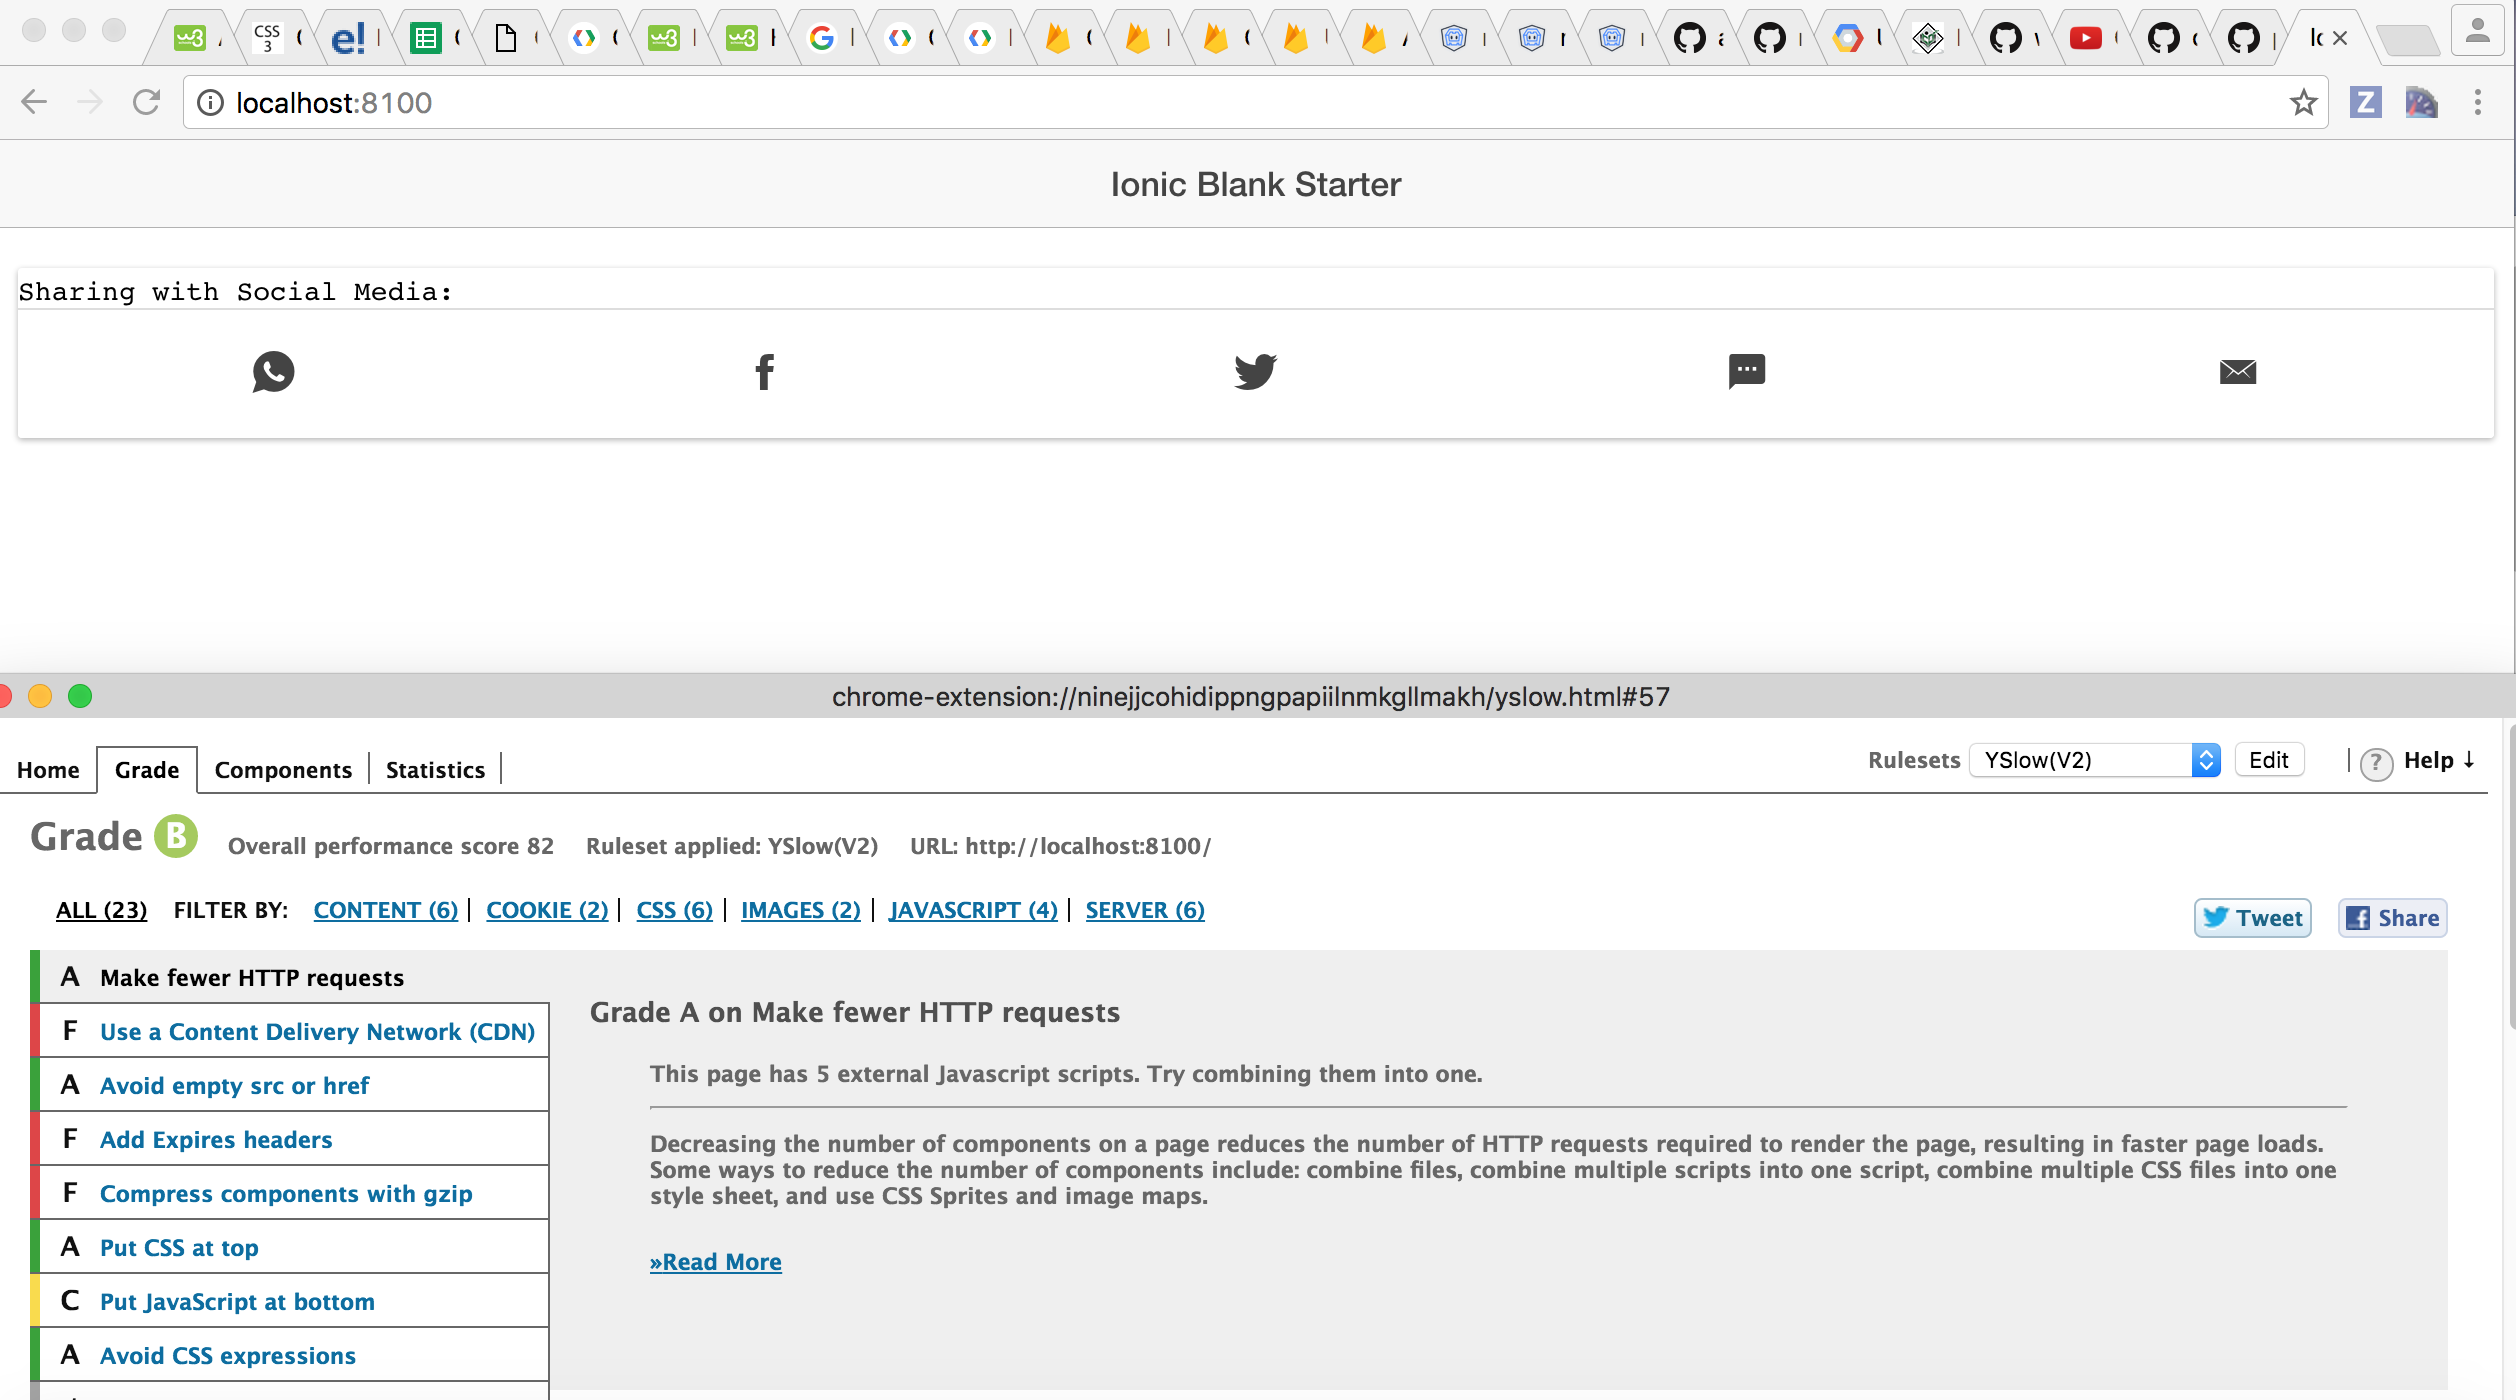 CSS
3
e!
localhost:8100
Z
Ionic Blank Starter
Sharing with Social Media:
chrome-extension://ninejjcohidippngpapiilnmkgllmakh/yslow.html#57
Home
Grade
Components
Statistics
Rulesets
YSlow(V2)
Edit
? Help ↓
Grade B
Overall performance score 82
Ruleset applied: YSlow(V2)
URL: http://localhost:8100/
ALL (23) FILTER BY: CONTENT (6) | COOKIE (2) | CSS (6) | IMAGES (2) | JAVASCRIPT (4) | SERVER (6)
Tweet
Share
A Make fewer HTTP requests
F Use a Content Delivery Network (CDN)
A Avoid empty src or href
F Add Expires headers
F Compress components with gzip
A Put CSS at top
C Put JavaScript at bottom
A Avoid CSS expressions
Grade A on Make fewer HTTP requests
This page has 5 external Javascript scripts. Try combining them into one.
Decreasing the number of components on a page reduces the number of HTTP requests required to render the page, resulting in faster page loads.
Some ways to reduce the number of components include: combine files, combine multiple scripts into one script, combine multiple CSS files into one
style sheet, and use CSS Sprites and image maps.
»Read More